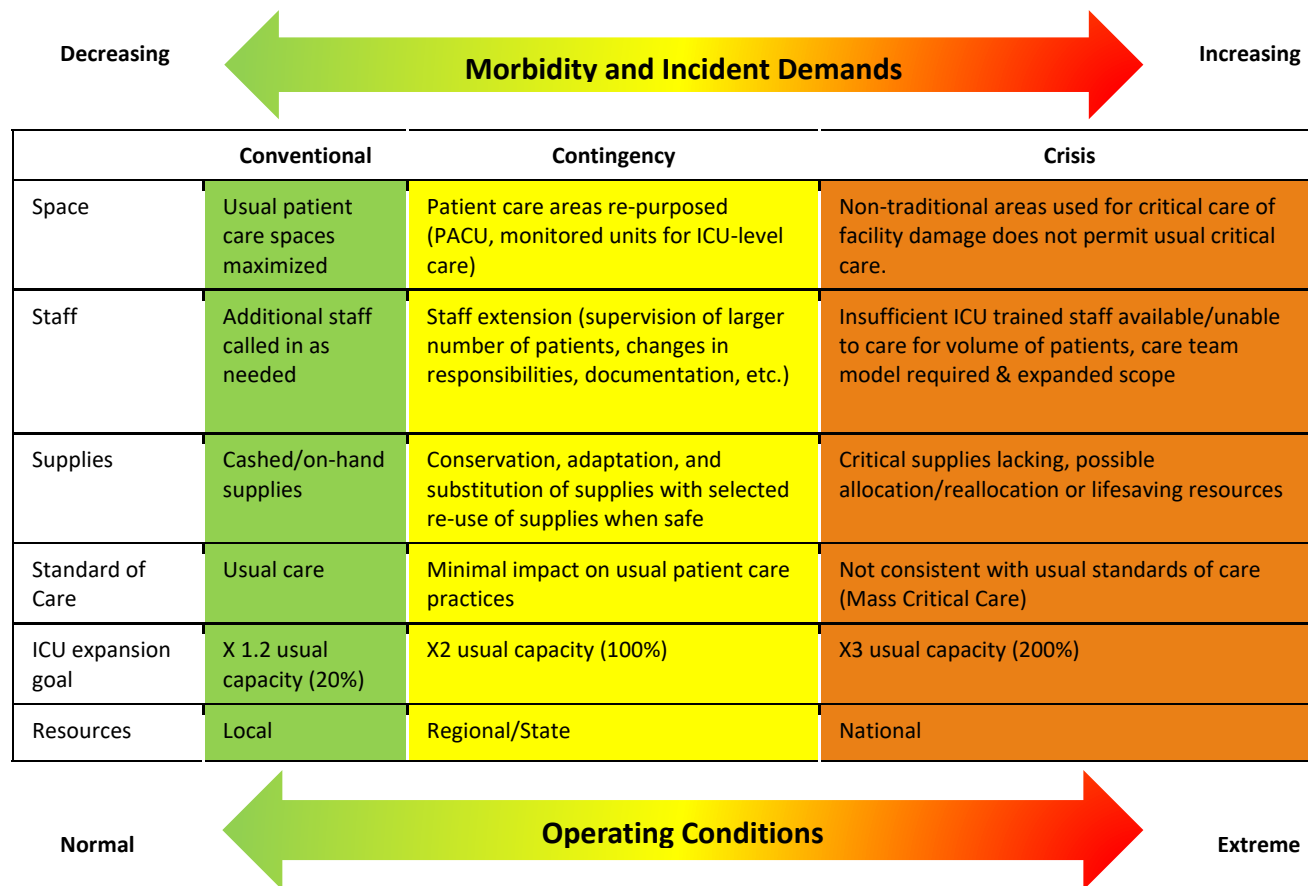 Decreasing
Morbidity and Incident Demands
Increasing
Conventional
Contingency
Crisis
Space
Usual patient
care spaces
maximized
Patient care areas re-purposed
(PACU, monitored units for ICU-level
care)
Non-traditional areas used for critical care of
facility damage does not permit usual critical
care.
Staff
Additional staff
called in as
needed
Staff extension (supervision of larger
number of patients, changes in
responsibilities, documentation, etc.)
Insufficient ICU trained staff available/unable
to care for volume of patients, care team
model required & expanded scope
Supplies
Cashed/on-hand
supplies
Conservation, adaptation, and
substitution of supplies with selected
re-use of supplies when safe
Critical supplies lacking, possible
allocation/reallocation or lifesaving resources
Standard of
Care
Usual care
Minimal impact on usual patient care
practices
Not consistent with usual standards of care
(Mass Critical Care)
ICU expansion
goal
X 1.2 usual
capacity (20%)
X2 usual capacity (100%)
X3 usual capacity (200%)
Resources
Local
Regional/State
National
Normal
Operating Conditions
Extreme